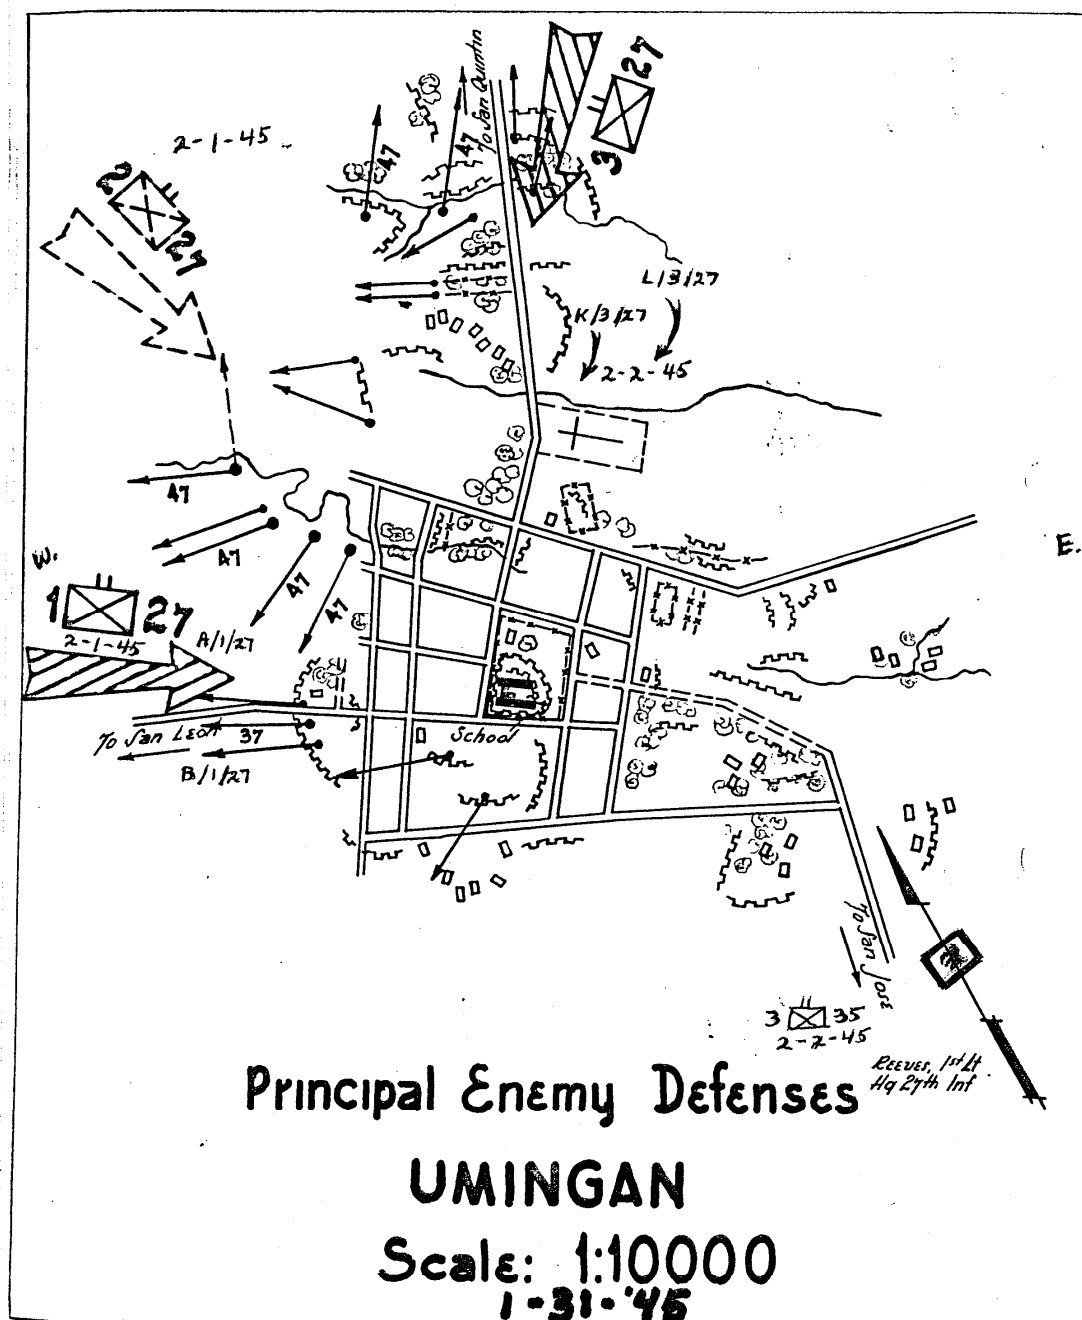 To San Quintin
27
3
2-1-45
47
47
2
27
L/3/27
K/3/27
2-2-45
47
47
47
47
W.
E.
1
27
2-1-45
A/1/27
To San Leon
37
B/1/27
School
To San Jose
3
35
2-2-45
REEVES, 1st Lt
Hq 27th Inf
Principal Enemy Defenses
UMINGAN
Scale: 1:10000
1-31-'45